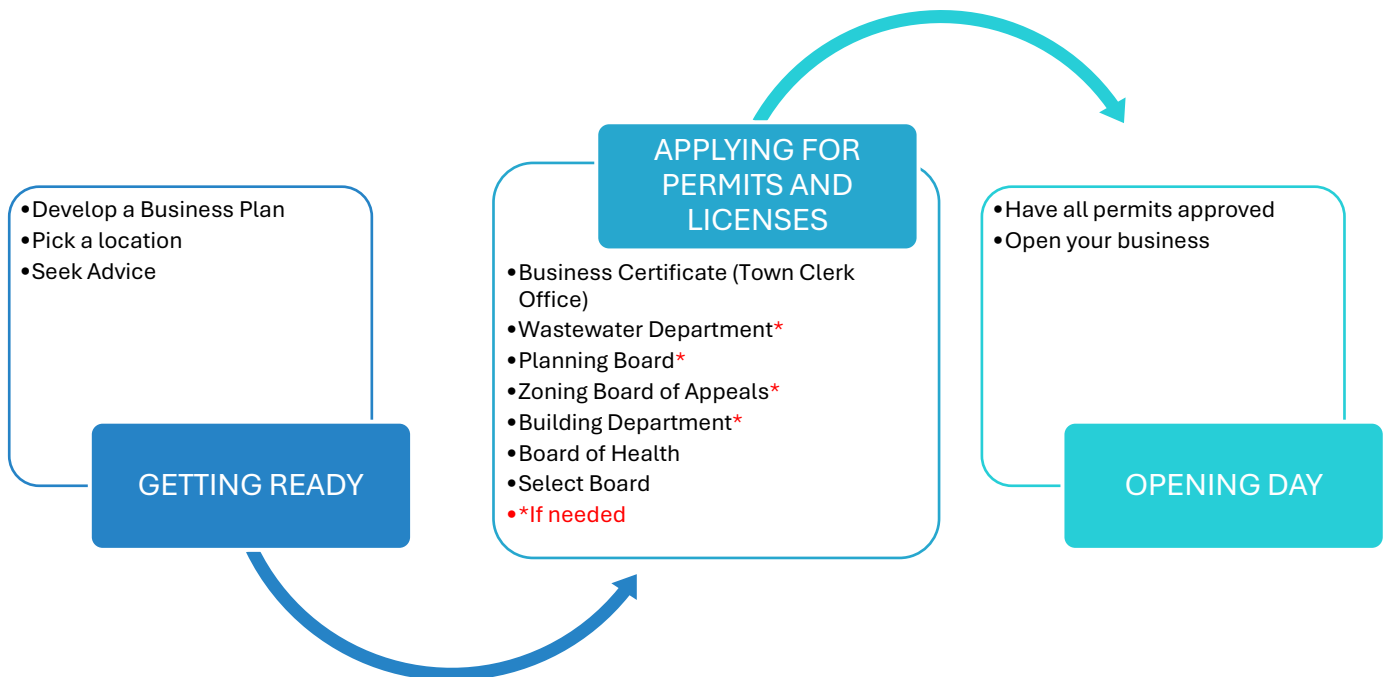 •Develop a Business Plan
•Pick a location
•Seek Advice
GETTING READY
APPLYING FOR
PERMITS AND
LICENSES
•Business Certificate (Town Clerk
Office)
•Wastewater Department*
•Planning Board*
•Zoning Board of Appeals*
•Building Department*
•Board of Health
•Select Board
•*If needed
•Have all permits approved
•Open your business
OPENING DAY